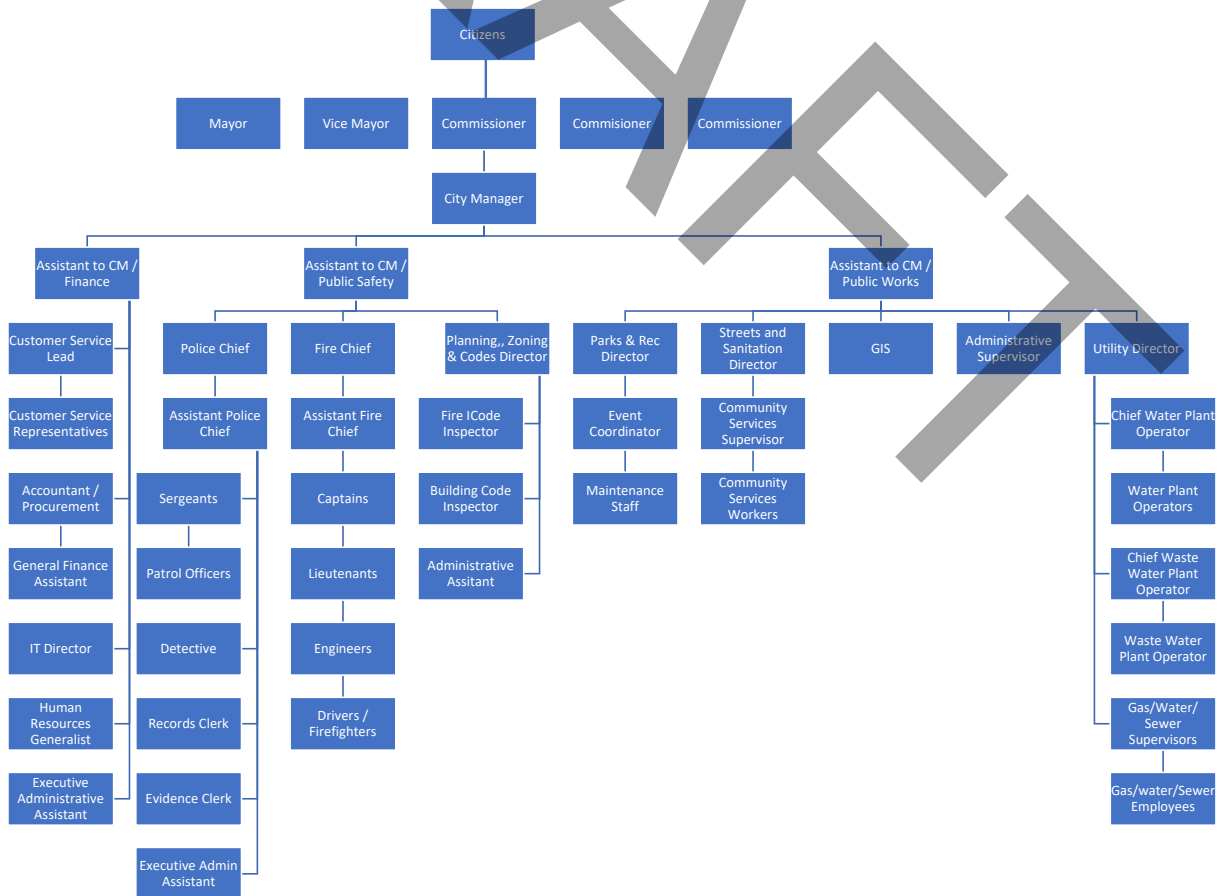 Citizens
Mayor
Vice Mayor
Commissioner
Commisioner
Commissioner
City Manager
Assistant to CM /
Finance
Assistant to CM /
Public Safety
Assistant to CM /
Public Works
Customer Service
Lead
Police Chief
Fire Chief
Planning,, Zoning
& Codes Director
Parks & Rec
Director
Streets and
Sanitation
Director
GIS
Administrative
Supervisor
Utility Director
Customer Service
Representatives
Assistant Police
Chief
Assistant Fire
Chief
Fire ICode
Inspector
Event
Coordinator
Community
Services
Supervisor
Chief Water Plant
Operator
Accountant /
Procurement
Sergeants
Captains
Building Code
Inspector
Maintenance
Staff
Community
Services
Workers
Water Plant
Operators
General Finance
Assistant
Patrol Officers
Lieutenants
Administrative
Assitant
Chief Waste
Water Plant
Operator
IT Director
Detective
Engineers
Waste Water
Plant Operator
Human
Resources
Generalist
Records Clerk
Drivers /
Firefighters
Gas/Water/
Sewer
Supervisors
Executive
Administrative
Assistant
Evidence Clerk
Gas/water/Sewer
Employees
Executive Admin
Assistant
AFT